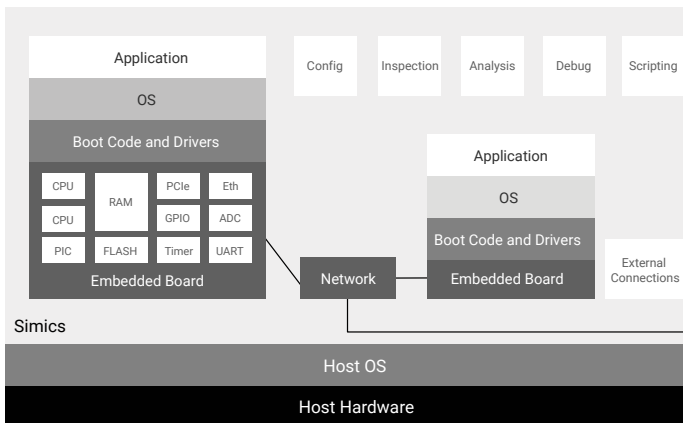 Application
OS
Boot Code and Drivers
CPU
RAM
PCIe
Eth
CPU
GPIO
ADC
PIC
FLASH
Timer
UART
Embedded Board
Config
Inspection
Analysis
Debug
Scripting
Application
OS
Boot Code and Drivers
Embedded Board
Network
External
Connections
Simics
Host OS
Host Hardware